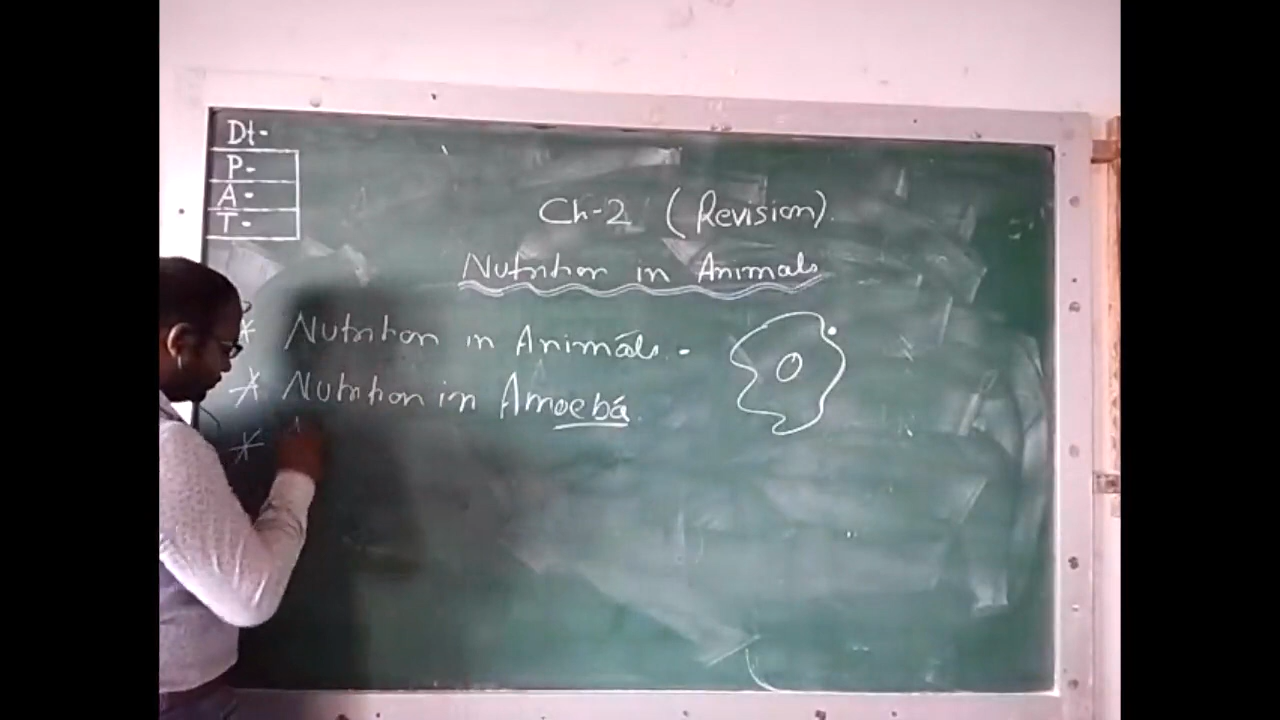 Dt-
P-
A-
T-
Ch-2 (Revision).
Nutrition in Animals
* Nutrition in Animals.-
* Nutrition in Amoeba.
*